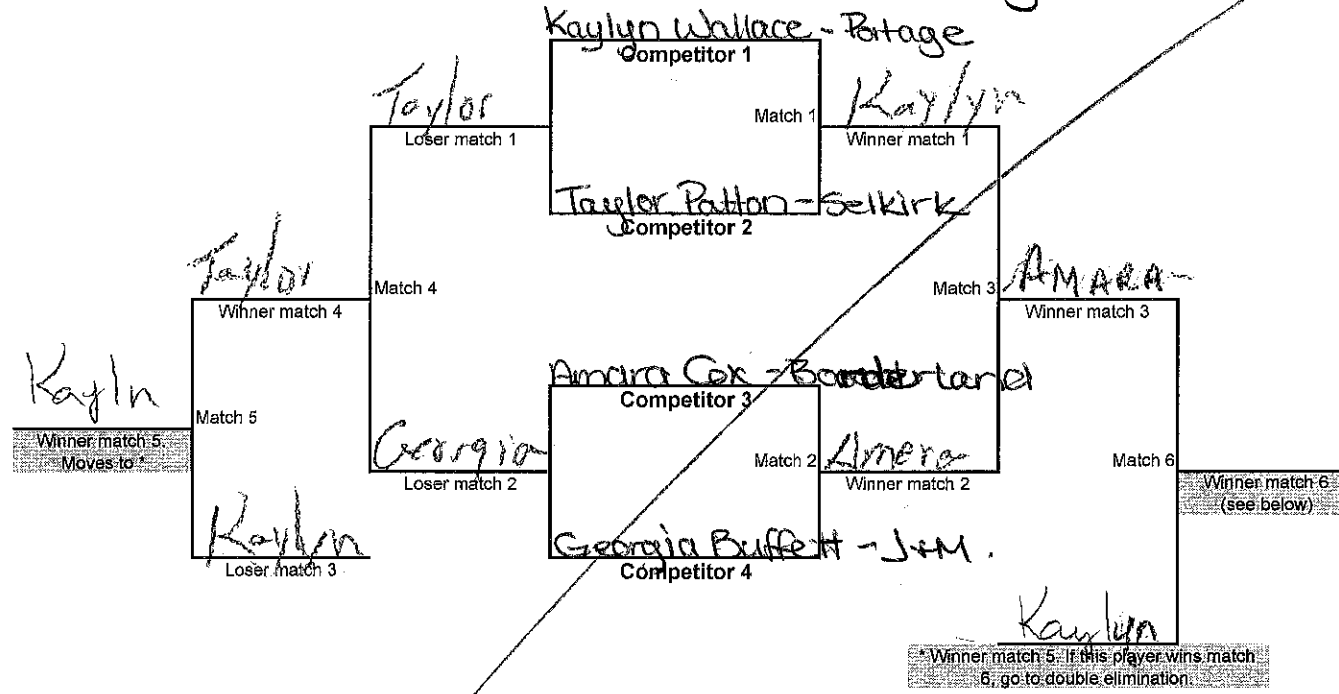 Kaylyn Wallace - Portage
Competitor 1
Taylor
Match 1
Kaylyn
Loser match 1
Winner match 1
Taylor Patton - Selkirk
Competitor 2
Taylor
Match 4
Match 3
AMARA -
Winner match 4
Winner match 3
Amara Cox -
Competitor 3
Kayln
Match 5
Winner match 5.
Moves to *
Georgia
Match 2
Amera
Match 6
Loser match 2
Winner match 2
Winner match 6
(see below)
Kaylyn
Loser match 3
Georgia Buffett - J+M.
Competitor 4
Kaylyn
* Winner match 5. If this player wins match
6, go to double elimination.